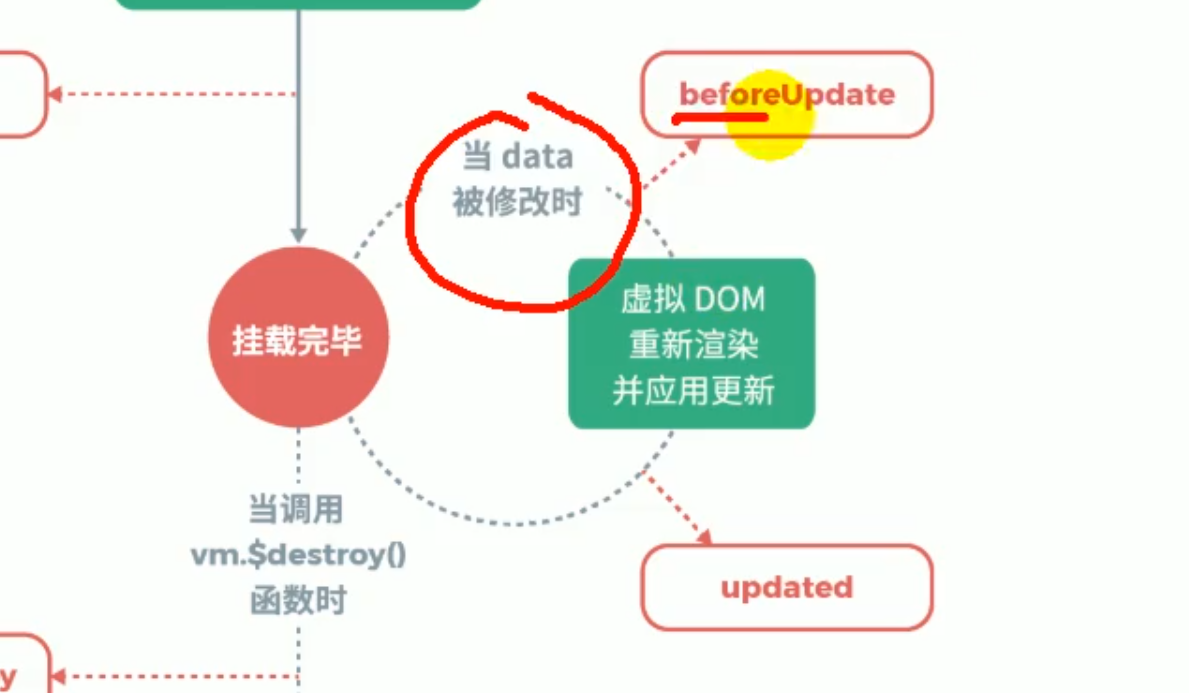 beforeUpdate
当 data
被修改时
虚拟 DOM
重新渲染
并应用更新
挂载完毕
当调用
vm.$destroy()
函数时
updated
y